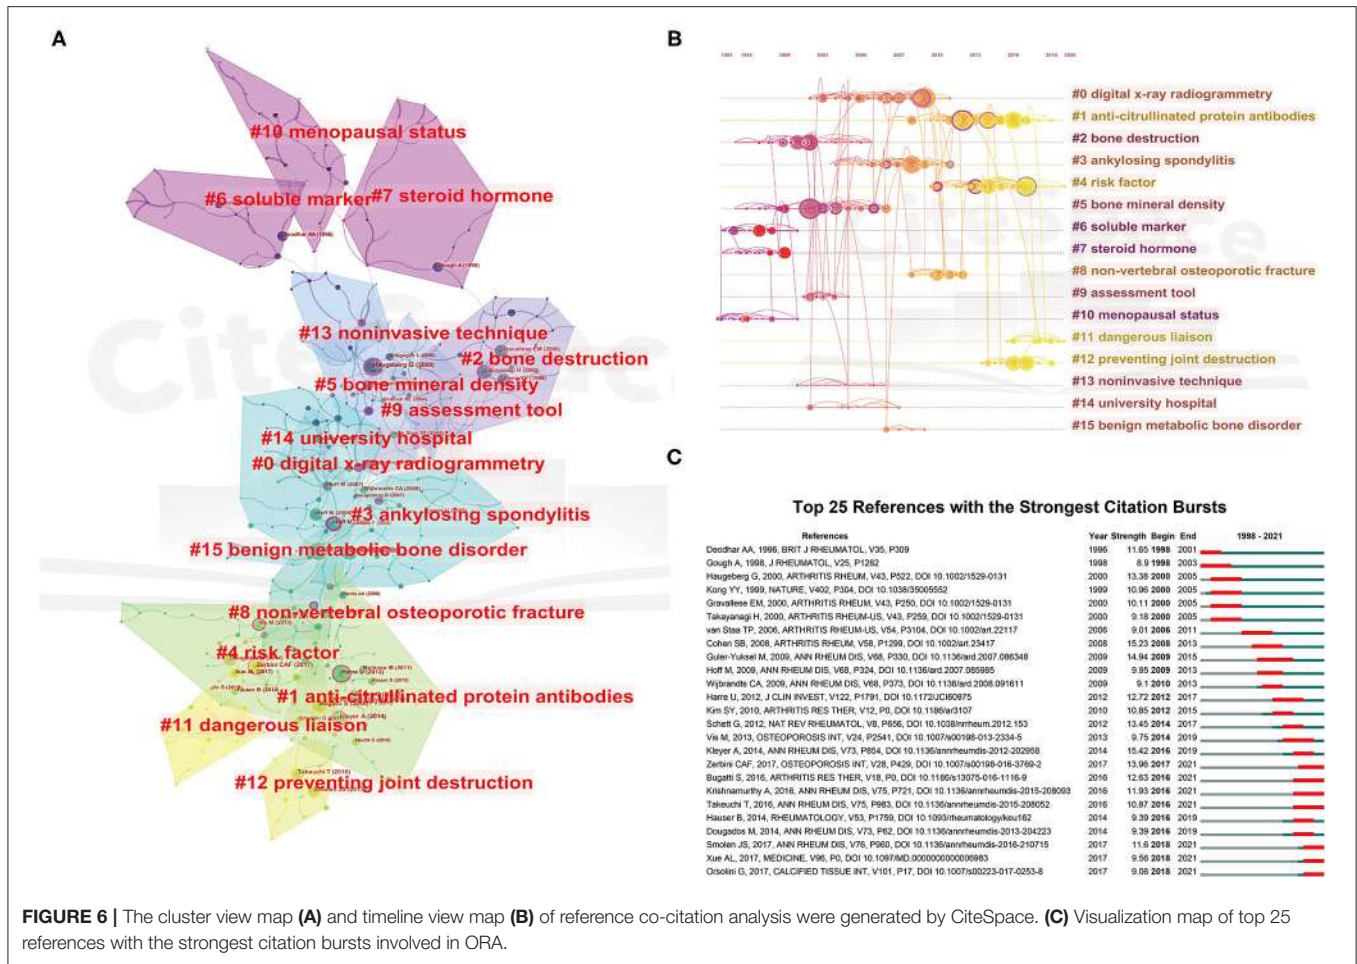 A
#10 menopausal status
#6 soluble marker
#7 steroid hormone
#13 noninvasive technique
#2 bone destruction
#5 bone mineral density
#9 assessment tool
#14 university hospital
#0 digital x-ray radiogrammetry
#3 ankylosing spondylitis
#15 benign metabolic bone disorder
#8 non-vertebral osteoporotic fracture
#4 risk factor
#1 anti-citrullinated protein antibodies
#11 dangerous liaison
#12 preventing joint destruction
CiteSpace
B
#0 digital x-ray radiogrammetry
#1 anti-citrullinated protein antibodies
#2 bone destruction
#3 ankylosing spondylitis
#4 risk factor
#5 bone mineral density
#6 soluble marker
#7 steroid hormone
#8 non-vertebral osteoporotic fracture
#9 assessment tool
#10 menopausal status
#11 dangerous liaison
#12 preventing joint destruction
#13 noninvasive technique
#14 university hospital
#15 benign metabolic bone disorder
CiteSpace
C
Top 25 References with the Strongest Citation Bursts
References Year Strength Begin End 1998 - 2021
Deodhar AA, 1996, BRIT J RHEUMATOL, V35, P309 1996 11.65 1998 2001
Gough A, 1998, J RHEUMATOL, V25, P1282 1998 8.9 1998 2003
Haugeberg G, 2000, ARTHRITIS RHEUM, V43, P522, DOI 10.1002/1529-0131 2000 13.38 2000 2005
Kong YY, 1999, NATURE, V402, P304, DOI 10.1038/35005552 1999 10.96 2000 2005
Gravallese EM, 2000, ARTHRITIS RHEUM, V43, P250, DOI 10.1002/1529-0131 2000 10.11 2000 2005
Takayanagi H, 2000, ARTHRITIS RHEUM-US, V43, P259, DOI 10.1002/1529-0131 2000 9.18 2000 2005
van Staa TP, 2006, ARTHRITIS RHEUM-US, V54, P3104, DOI 10.1002/art.22117 2006 9.01 2006 2011
Cohen SB, 2008, ARTHRITIS RHEUM, V58, P1299, DOI 10.1002/art.23417 2008 15.23 2008 2013
Guler-Yuksel M, 2009, ANN RHEUM DIS, V68, P330, DOI 10.1136/ard.2007.086348 2009 14.94 2009 2015
Hoff M, 2009, ANN RHEUM DIS, V68, P324, DOI 10.1136/ard.2007.085985 2009 9.95 2009 2013
Wijbrandts CA, 2009, ANN RHEUM DIS, V68, P373, DOI 10.1136/ard.2008.091611 2009 9.1 2010 2013
Harre U, 2012, J CLIN INVEST, V122, P1791, DOI 10.1172/JCI60975 2012 12.72 2012 2017
Kim SY, 2010, ARTHRITIS RES THER, V12, P0, DOI 10.1186/ar3107 2010 10.85 2012 2015
Schett G, 2012, NAT REV RHEUMATOL, V8, P656, DOI 10.1038/nrrheum.2012.153 2012 13.45 2014 2017
Vis M, 2013, OSTEOPOROSIS INT, V24, P2541, DOI 10.1007/s00198-013-2334-5 2013 9.75 2014 2019
Kleyer A, 2014, ANN RHEUM DIS, V73, P854, DOI 10.1136/annrheumdis-2012-202958 2014 15.42 2016 2019
Zerbini CAF, 2017, OSTEOPOROSIS INT, V28, P429, DOI 10.1007/s00198-016-3769-2 2017 13.96 2017 2021
Bugatti S, 2016, ARTHRITIS RES THER, V18, P0, DOI 10.1186/s13075-016-1116-9 2016 12.63 2016 2021
Krishnamurthy A, 2016, ANN RHEUM DIS, V75, P721, DOI 10.1136/annrheumdis-2015-208093 2016 11.93 2016 2021
Takeuchi T, 2016, ANN RHEUM DIS, V75, P983, DOI 10.1136/annrheumdis-2015-208052 2016 10.87 2016 2021
Hauser B, 2014, RHEUMATOLOGY, V53, P1759, DOI 10.1093/rheumatology/keu162 2014 9.39 2016 2019
Dougados M, 2014, ANN RHEUM DIS, V73, P62, DOI 10.1136/annrheumdis-2013-204223 2014 9.39 2016 2019
Smolen JS, 2017, ANN RHEUM DIS, V76, P960, DOI 10.1136/annrheumdis-2016-210715 2017 11.6 2018 2021
Xue AL, 2017, MEDICINE, V96, P0, DOI 10.1097/MD.0000000000006983 2017 9.56 2018 2021
Orsolini G, 2017, CALCIFIED TISSUE INT, V101, P17, DOI 10.1007/s00223-017-0253-8 2017 9.06 2018 2021
FIGURE 6 | The cluster view map (A) and timeline view map (B) of reference co-citation analysis were generated by CiteSpace. (C) Visualization map of top 25
references with the strongest citation bursts involved in ORA.